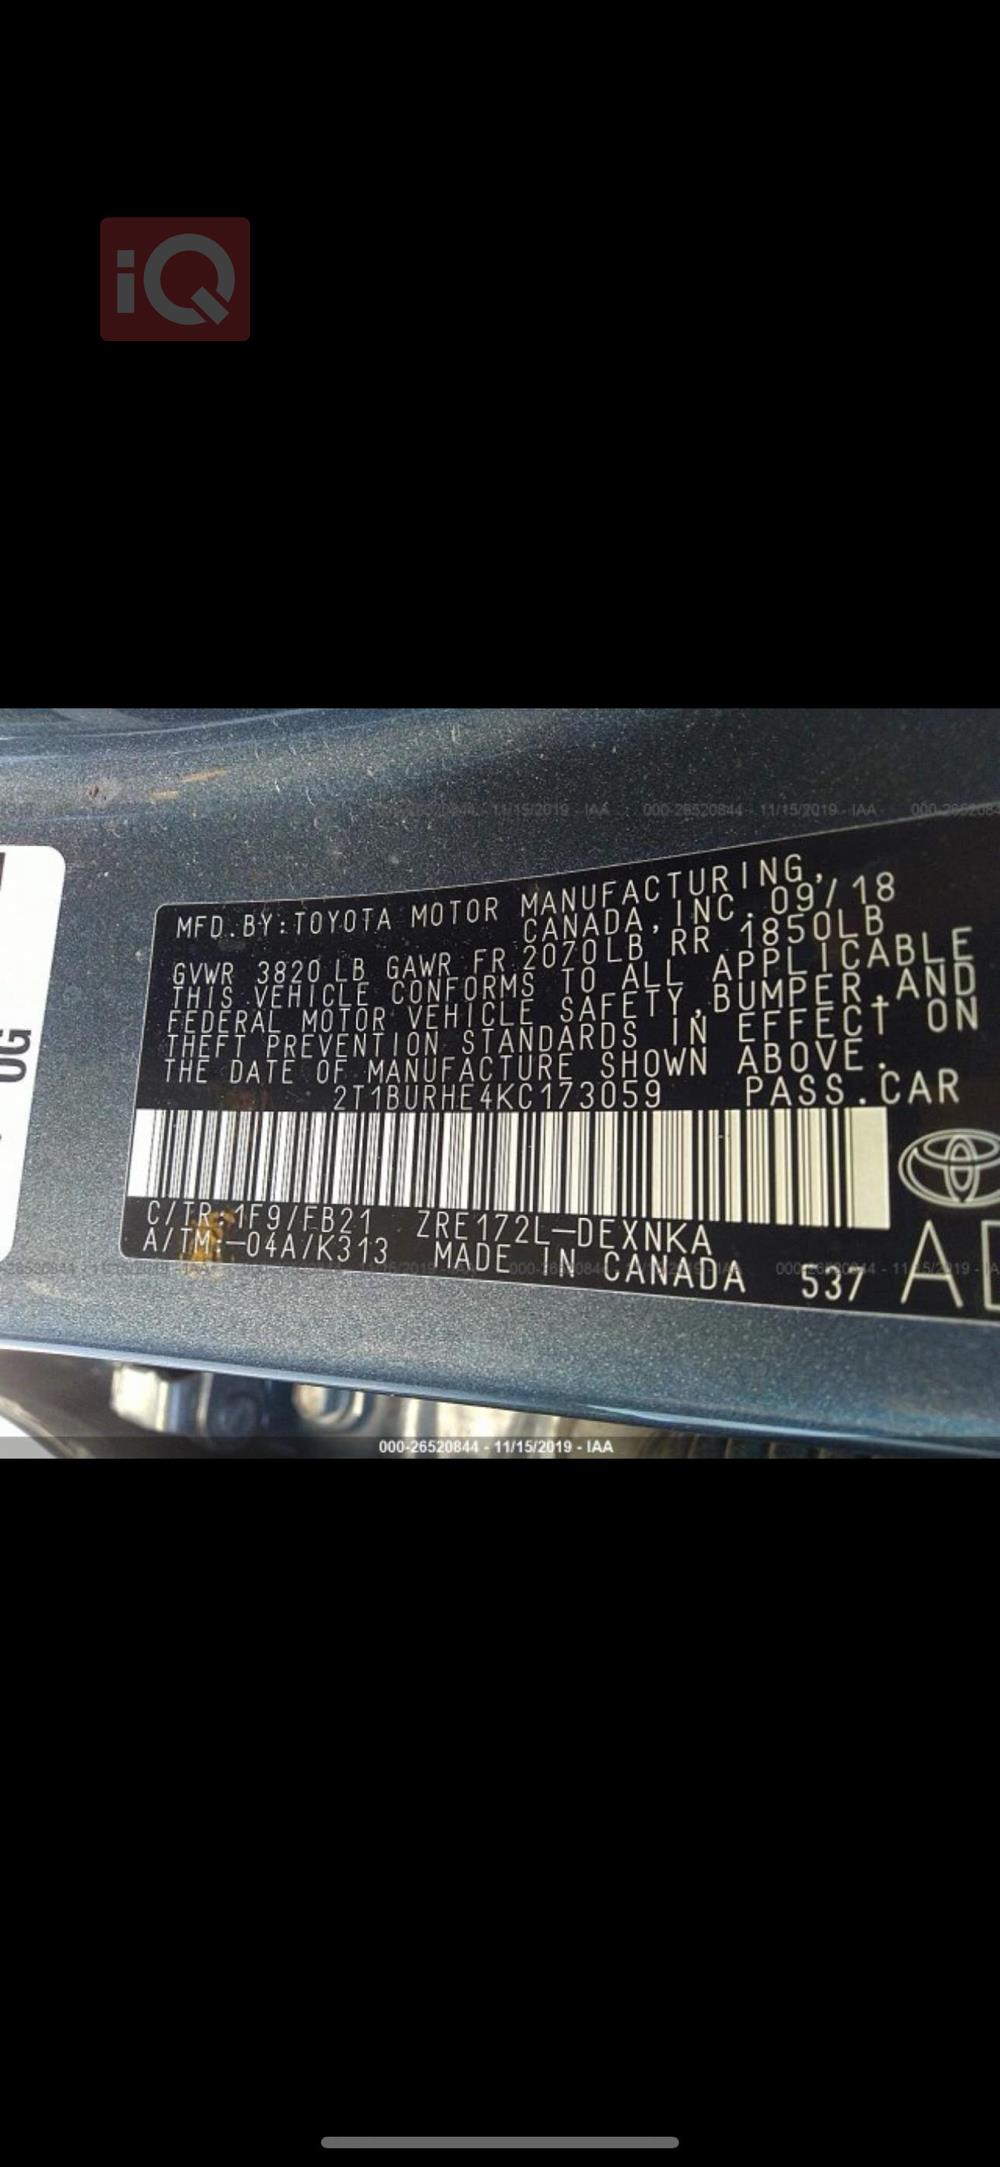 iQ
000-26520844 - 11/15/2019 - IAA
0G
MFD.BY:TOYOTA MOTOR MANUFACTURING,
CANADA, INC. 09/18
GVWR 3820LB GAWR FR 2070LB RR 1850LB
THIS VEHICLE CONFORMS TO ALL APPLICABLE
FEDERAL MOTOR VEHICLE SAFETY, BUMPER, AND
THEFT PREVENTION STANDARDS IN EFFECT ON
THE DATE OF MANUFACTURE SHOWN ABOVE.
2T1BURHE4KC173059 PASS.CAR
C/TR:1F9/FB21 ZRE172L-DEXNKA
A/TM:-04A/K313 MADE IN CANADA 537
000-26520844 - 11/15/2019 - IAA